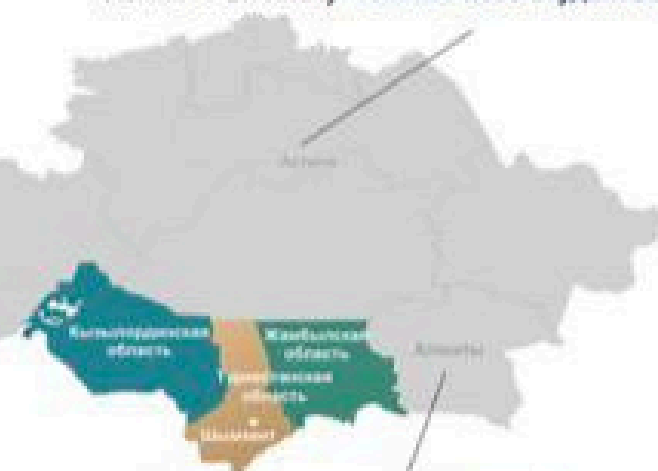 Астана
Кызылординская
область
Жамбылская
область
Туркестанская
область
Алматы
Шымкент